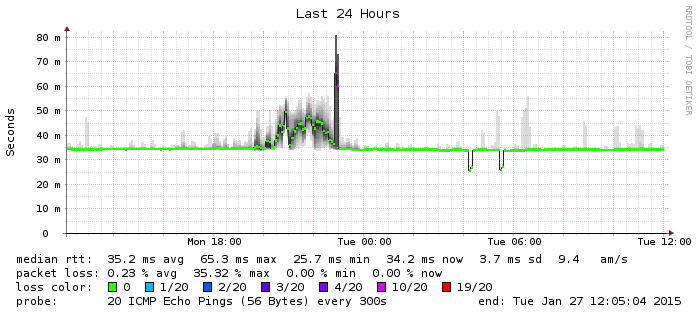 Last 24 Hours
RRDTOOL / TOBI OETIKER
Seconds
80 m
70 m
60 m
50 m
40 m
30 m
20 m
10 m
0
Mon 18:00 Tue 00:00 Tue 06:00 Tue 12:00
median rtt: 35.2 ms avg 65.3 ms max 25.7 ms min 34.2 ms now 3.7 ms sd 9.4 am/s
packet loss: 0.23 % avg 35.32 % max 0.00 % min 0.00 % now
loss color: 0 1/20 2/20 3/20 4/20 10/20 19/20
probe: 20 ICMP Echo Pings (56 Bytes) every 300s end: Tue Jan 27 12:05:04 2015